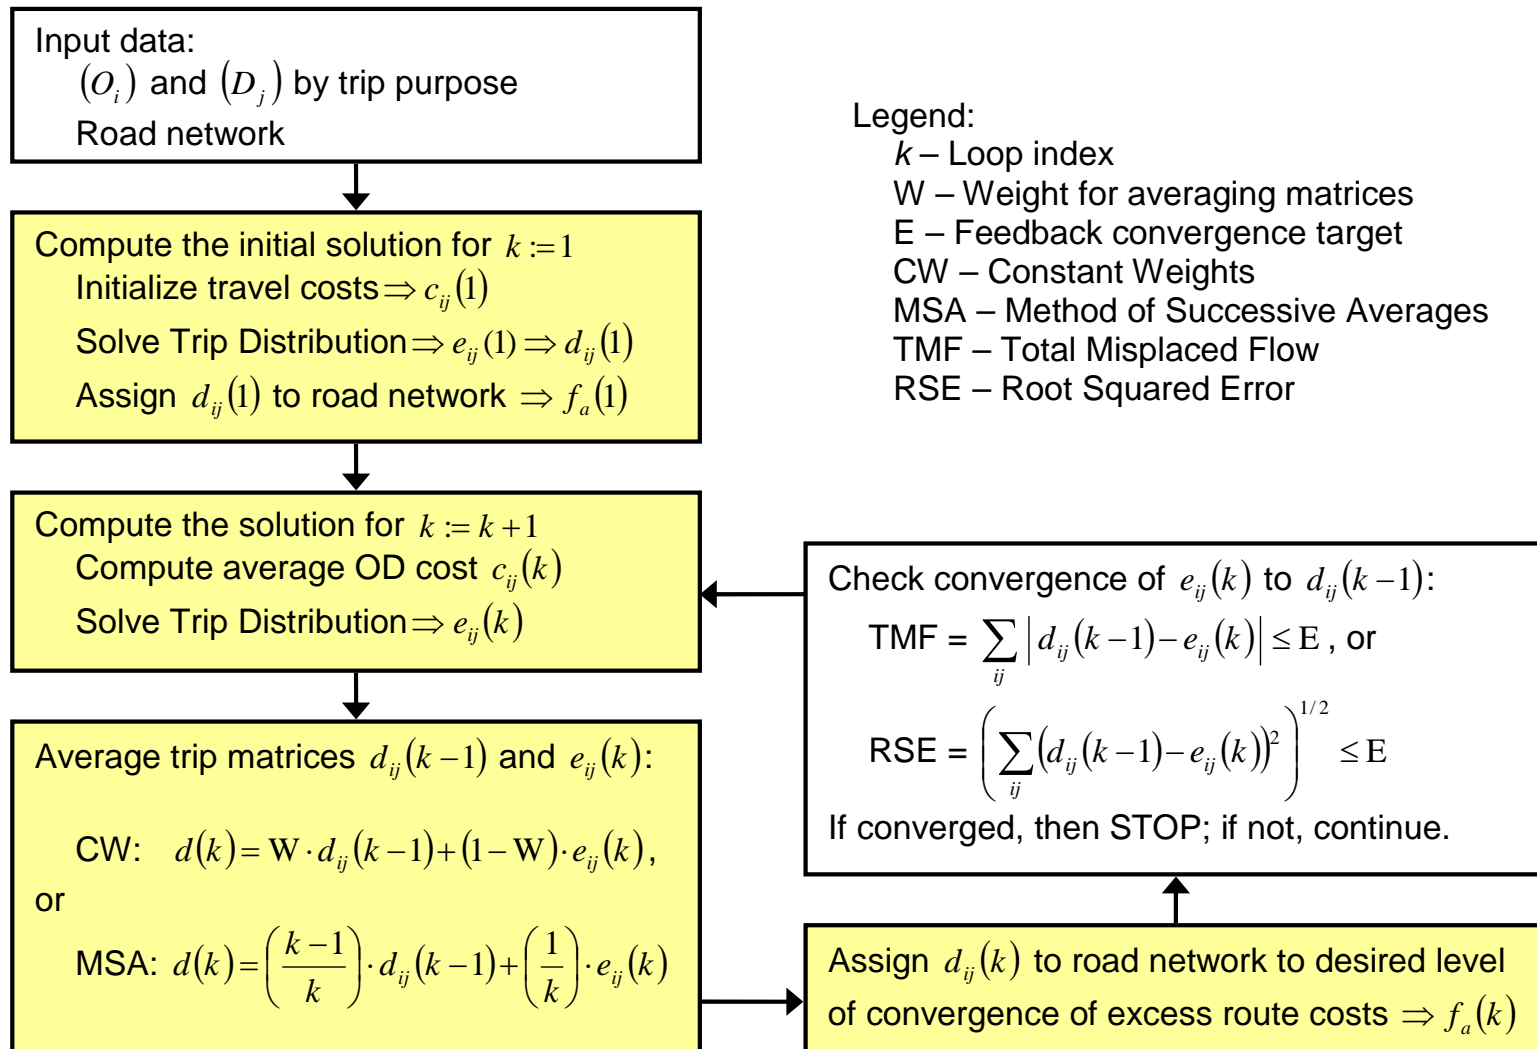 Input data:
(O_i) and (D_j) by trip purpose
Road network
Compute the initial solution for k := 1
Initialize travel costs ⇒ c_ij(1)
Solve Trip Distribution ⇒ e_ij(1) ⇒ d_ij(1)
Assign d_ij(1) to road network ⇒ f_a(1)
Compute the solution for k := k + 1
Compute average OD cost c_ij(k)
Solve Trip Distribution ⇒ e_ij(k)
Average trip matrices d_ij(k − 1) and e_ij(k):
CW: d(k) = W · d_ij(k − 1) + (1 − W) · e_ij(k),
or
MSA: d(k) = ((k − 1)/k) · d_ij(k − 1) + (1/k) · e_ij(k)
Legend:
k – Loop index
W – Weight for averaging matrices
E – Feedback convergence target
CW – Constant Weights
MSA – Method of Successive Averages
TMF – Total Misplaced Flow
RSE – Root Squared Error
Check convergence of e_ij(k) to d_ij(k − 1):
TMF = ∑_ij |d_ij(k − 1) − e_ij(k)| ≤ E , or
RSE = (∑_ij (d_ij(k − 1) − e_ij(k))^2)^1/2 ≤ E
If converged, then STOP; if not, continue.
Assign d_ij(k) to road network to desired level
of convergence of excess route costs ⇒ f_a(k)